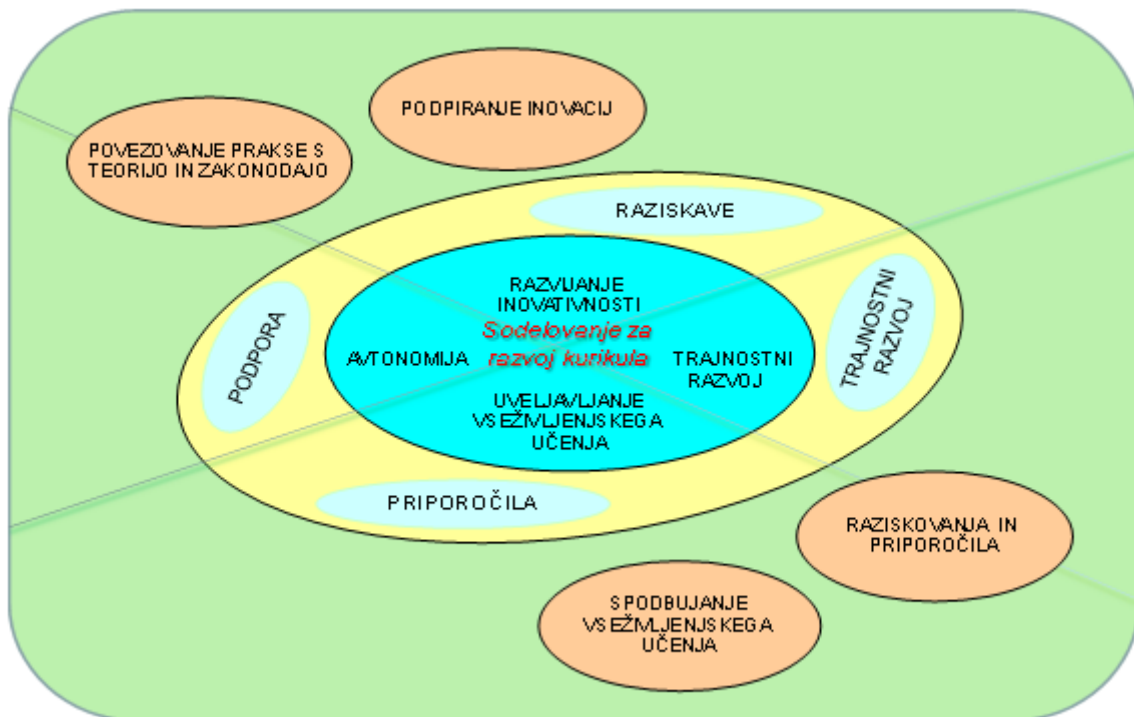 PODPIRANJE INOVACIJ
POVEZOVANJE PRAKSE S
TEORIJO IN ZAKONODAJO
RAZISKAVE
RAZVIJANJE
INOVATIVNOSTI
Sodelovanje za
razvoj kurikula
AVTONOMIJA
TRAJNOSTNI
RAZVOJ
UVELJAVLJANJE
VSEŽIVLJENJSKEGA
UČENJA
PODPORA
TRAJNOSTNI
RAZVOJ
PRIPOROČILA
RAZISKOVANJA IN
PRIPOROČILA
SPODBUJANJE
VSEŽIVLJENJSKEGA
UČENJA